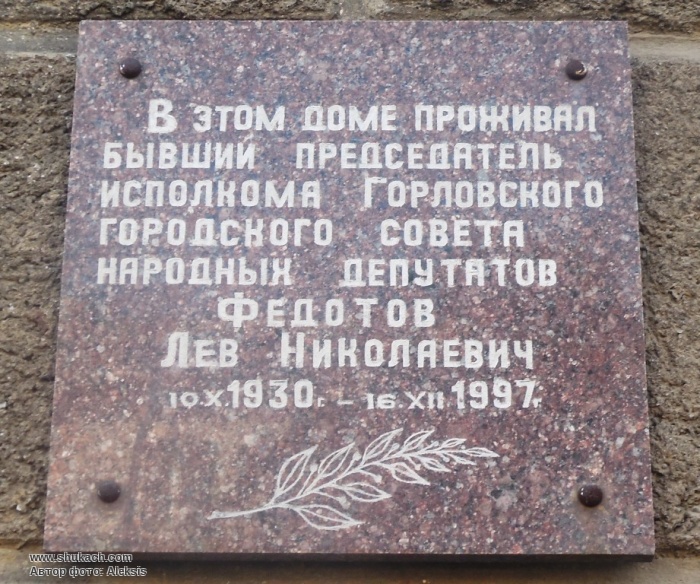 В ЭТОМ ДОМЕ ПРОЖИВАЛ
БЫВШИЙ ПРЕДСЕДАТЕЛЬ
ИСПОЛКОМА ГОРЛОВСКОГО
ГОРОДСКОГО СОВЕТА
НАРОДНЫХ ДЕПУТАТОВ
ФЕДОТОВ
ЛЕВ НИКОЛАЕВИЧ
10.X 1930г. – 16.XII 1997г.
www.shukach.com
Автор фото: Aleksis